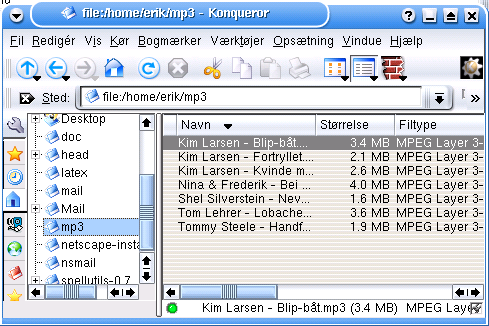 file:/home/erik/mp3 - Konqueror
Fil Redigér Vis Kør Bogmærker Værktøjer Opsætning Vindue Hjælp
Sted: file:/home/erik/mp3
Navn Størrelse Filtype
Desktop
doc
head
latex
mail
Mail
mp3
netscape-insta
nsmail
spellutils-0.7
Kim Larsen - Blip-båt.... 3.4 MB MPEG Layer 3-
Kim Larsen - Fortryllet.... 2.1 MB MPEG Layer 3-
Kim Larsen - Kvinde m... 2.6 MB MPEG Layer 3-
Nina & Frederik - Bei ... 4.0 MB MPEG Layer 3-
Shel Silverstein - Nev... 1.6 MB MPEG Layer 3-
Tom Lehrer - Lobache... 3.6 MB MPEG Layer 3-
Tommy Steele - Handf... 1.9 MB MPEG Layer 3-
Kim Larsen - Blip-båt.mp3 (3.4 MB) MPEG Lay